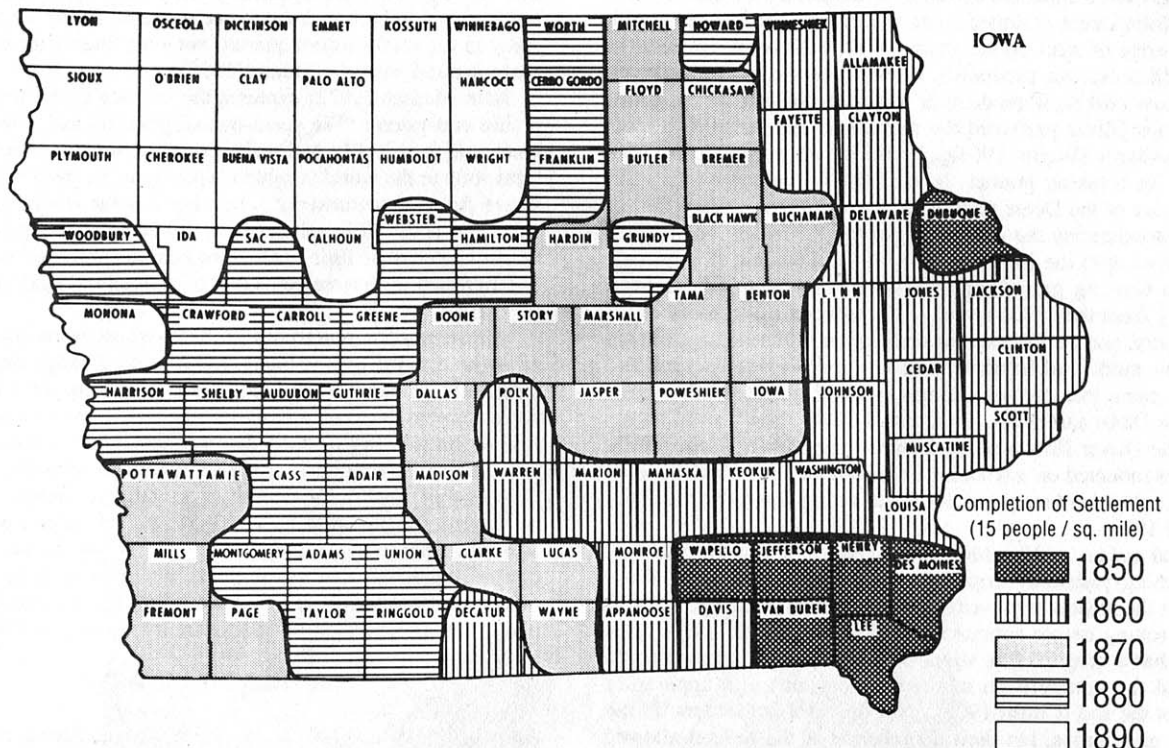 LYON OSCEOLA DICKINSON EMMET KOSSUTH WINNEBAGO WORTH MITCHELL HOWARD WINNESHIEK
IOWA
ALLAMAKEE
SIOUX O'BRIEN CLAY PALO ALTO HANCOCK CERRO GORDO FLOYD CHICKASAW
FAYETTE CLAYTON
PLYMOUTH CHEROKEE BUENA VISTA POCAHONTAS HUMBOLDT WRIGHT FRANKLIN BUTLER BREMER
WEBSTER BLACK HAWK BUCHANAN DELAWARE DUBUQUE
WOODBURY IDA SAC CALHOUN HAMILTON HARDIN GRUNDY
TAMA BENTON LINN JONES JACKSON
MONONA CRAWFORD CARROLL GREENE BOONE STORY MARSHALL
CLINTON
CEDAR
HARRISON SHELBY AUDUBON GUTHRIE DALLAS POLK JASPER POWESHIEK IOWA JOHNSON
SCOTT
MUSCATINE
POTTAWATTAMIE CASS ADAIR MADISON WARREN MARION MAHASKA KEOKUK WASHINGTON
LOUISA
Completion of Settlement
(15 people / sq. mile)
MILLS MONTGOMERY ADAMS UNION CLARKE LUCAS MONROE WAPELLO JEFFERSON HENRY
DES MOINES
1850
FREMONT PAGE TAYLOR RINGGOLD DECATUR WAYNE APPANOOSE DAVIS VAN BUREN
LEE
1860
1870
1880
1890